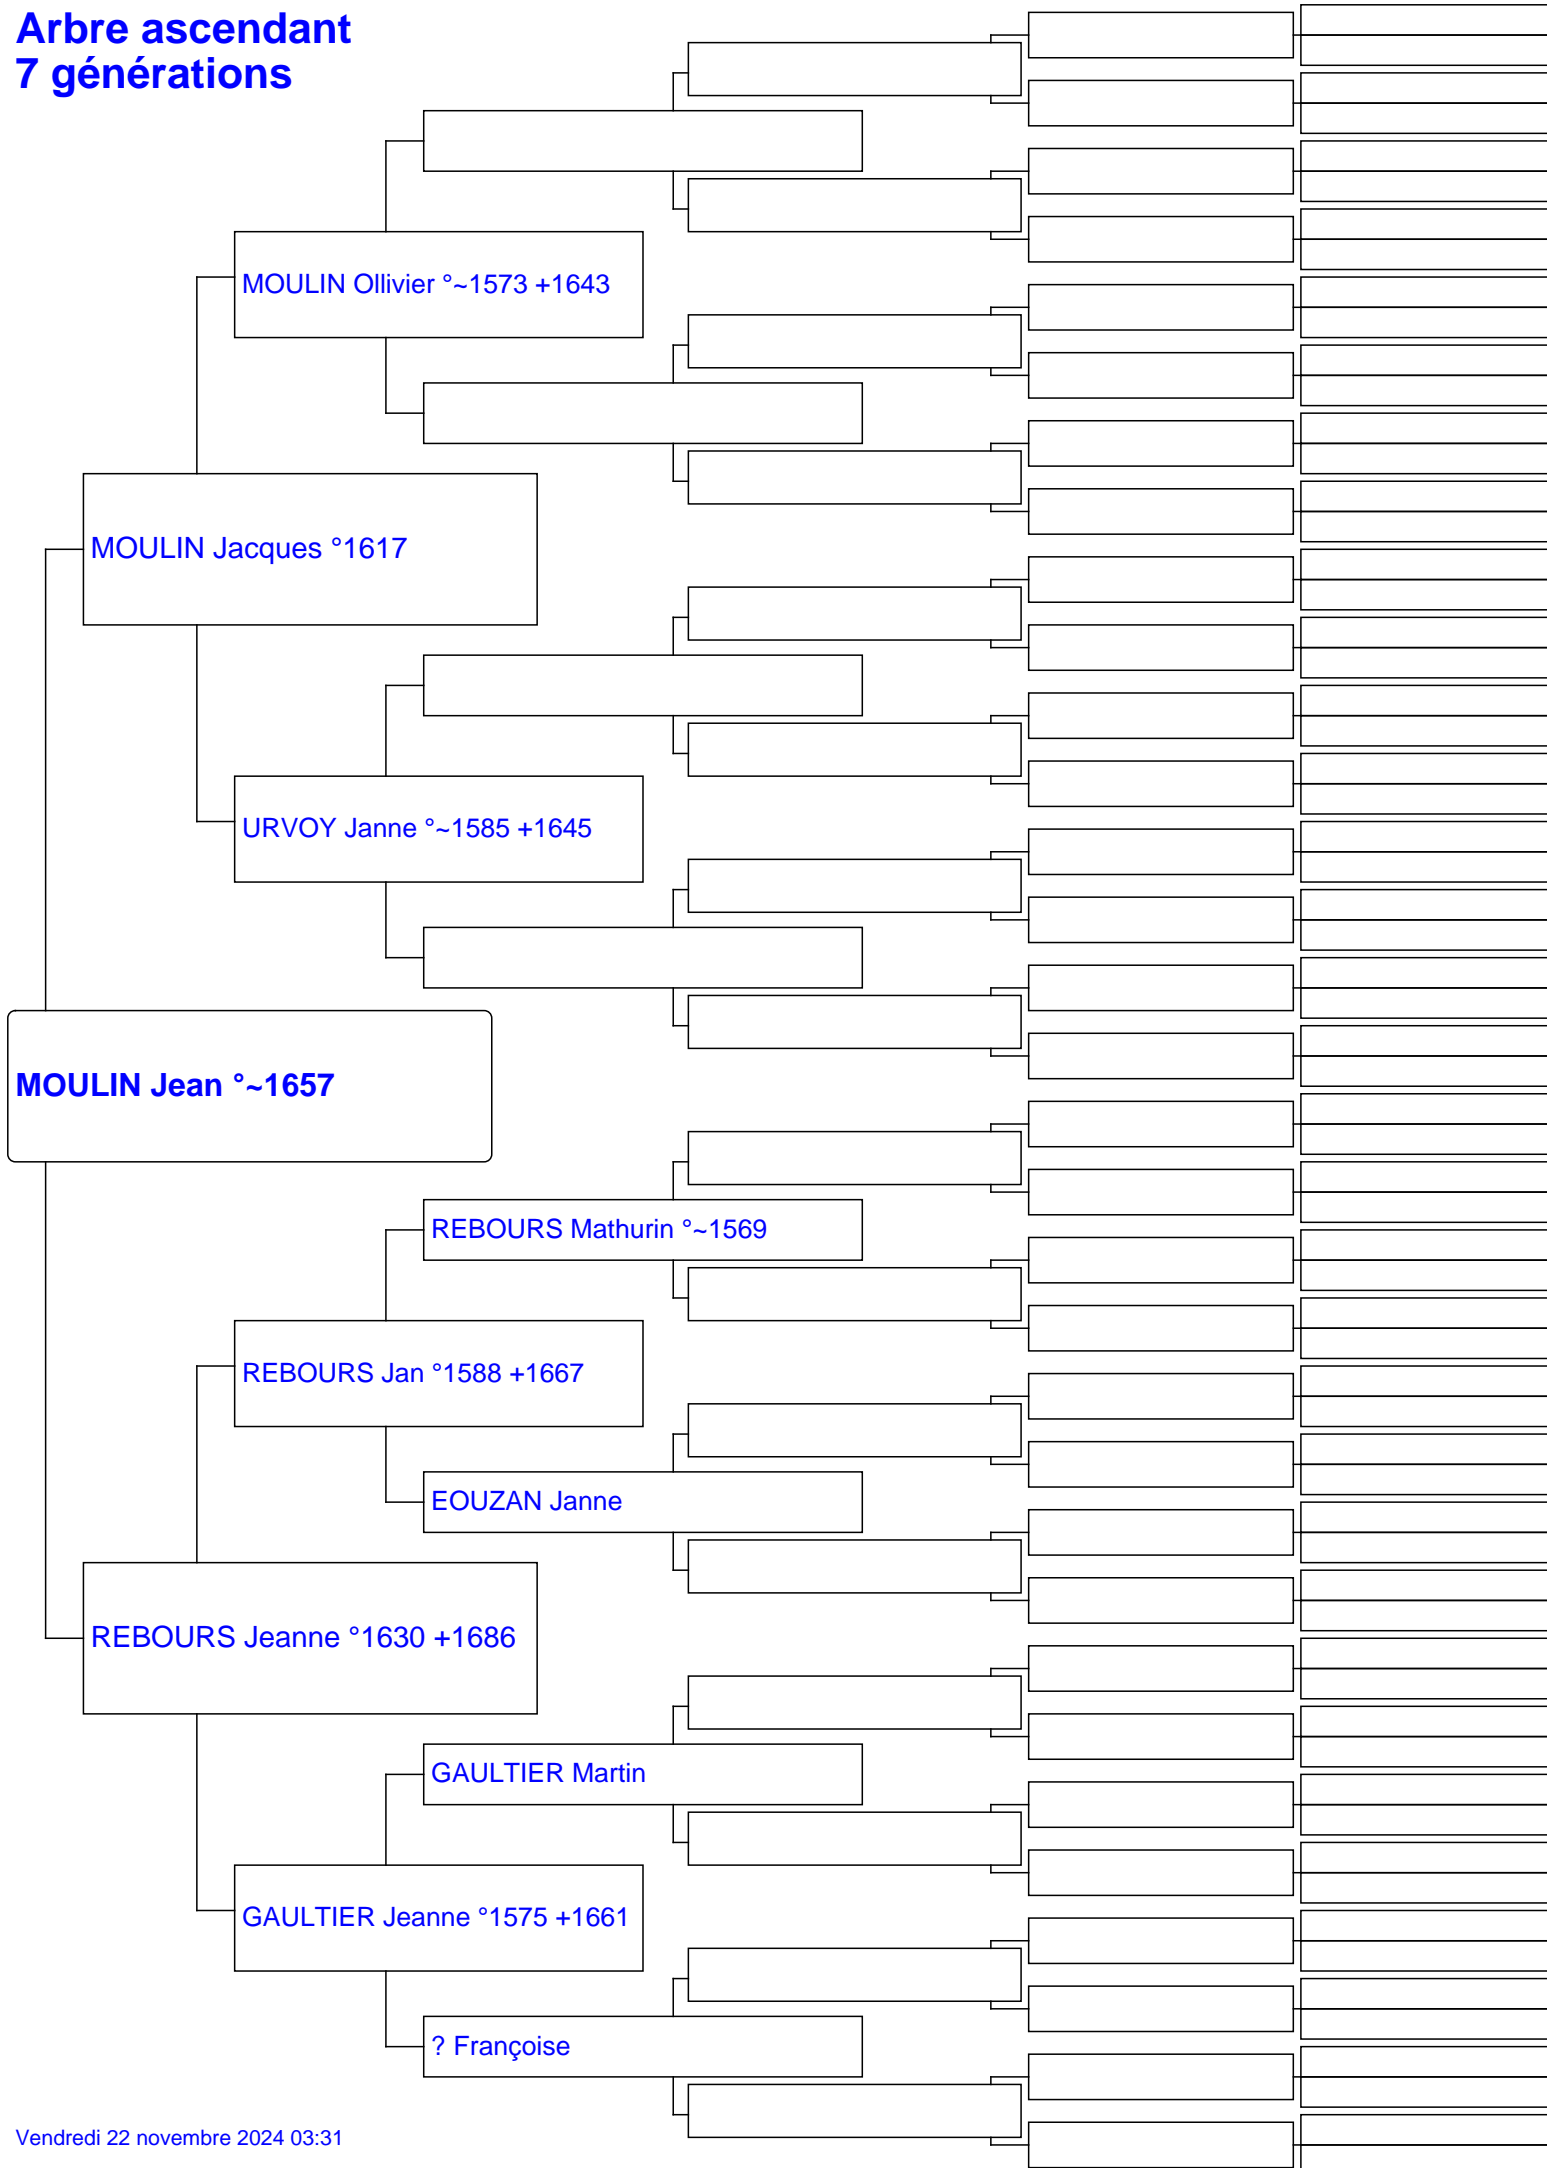 Arbre ascendant
7 générations
MOULIN Ollivier °~1573 +1643
MOULIN Jacques °1617
URVOY Janne °~1585 +1645
MOULIN Jean °~1657
REBOURS Mathurin °~1569
REBOURS Jan °1588 +1667
EOUZAN Janne
REBOURS Jeanne °1630 +1686
GAULTIER Martin
GAULTIER Jeanne °1575 +1661
? Françoise
Vendredi 22 novembre 2024 03:31